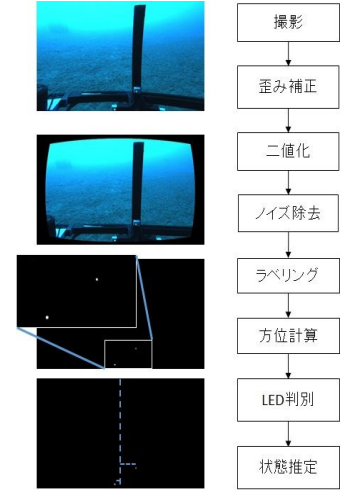 撮影
歪み補正
二値化
ノイズ除去
ラベリング
方位計算
LED判別
状態推定